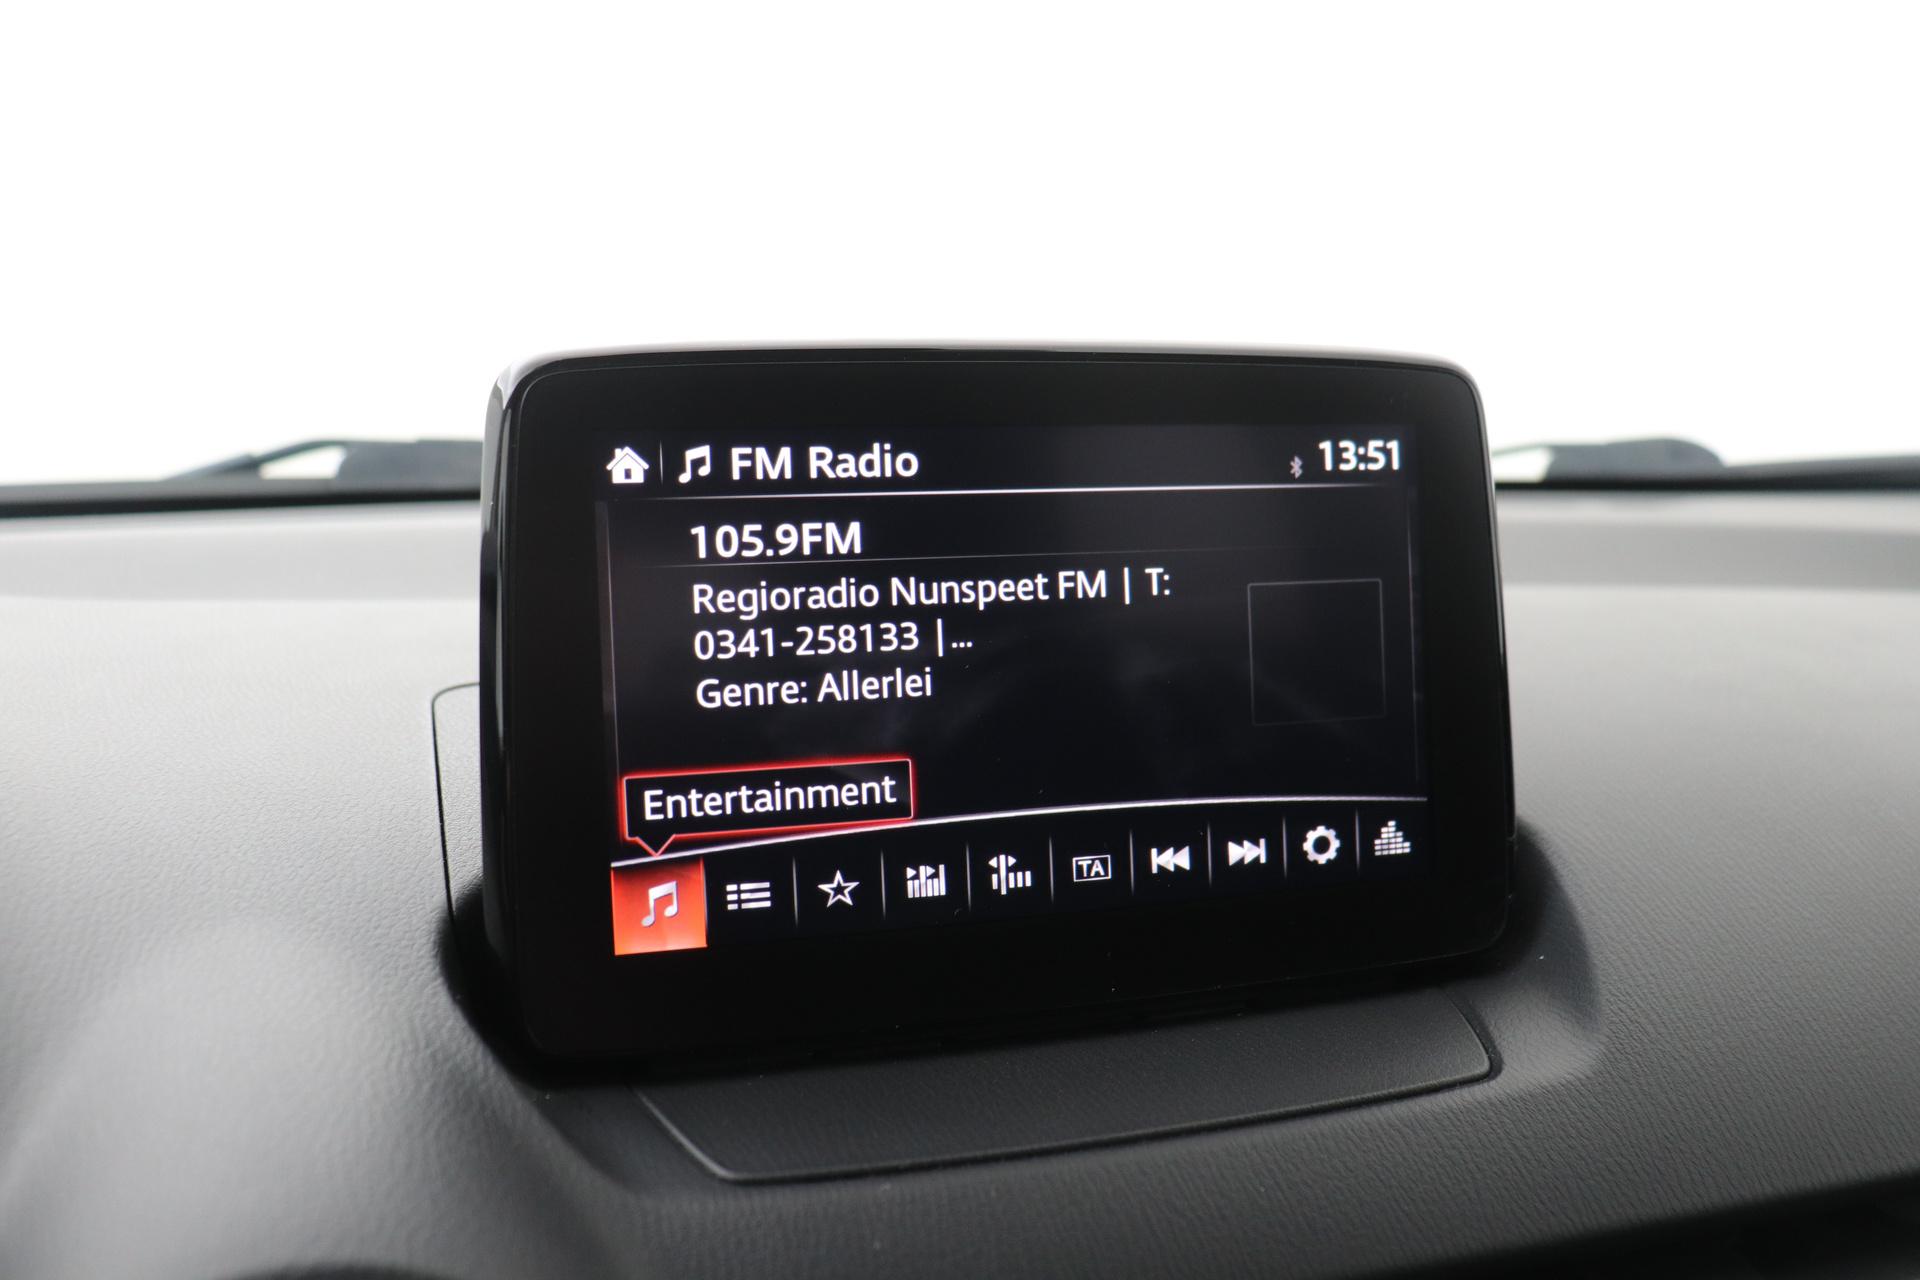 FM Radio 13:51
105.9FM
Regioradio Nunspeet FM | T:
0341-258133 |...
Genre: Allerlei
Entertainment
TA